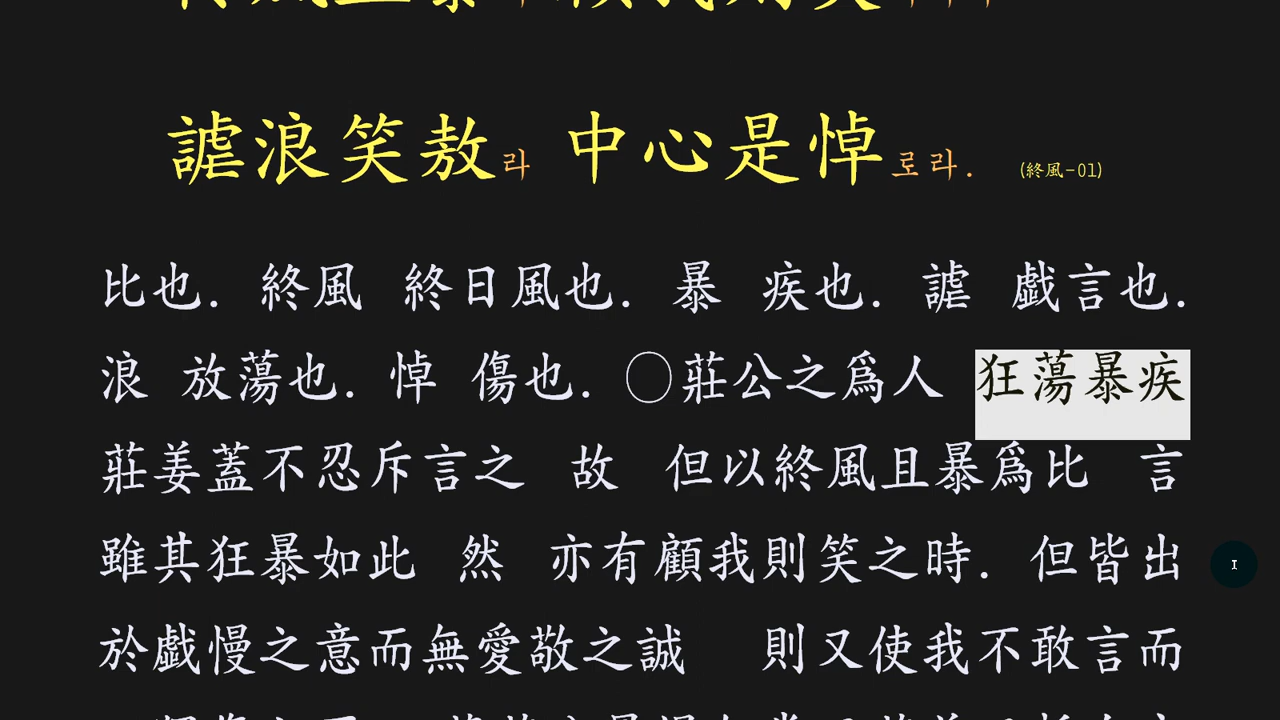 謔浪笑敖라 中心是悼로라. (終風-01)
比也. 終風 終日風也. 暴 疾也. 謔 戲言也.
浪 放蕩也. 悼 傷也. ○莊公之爲人 狂蕩暴疾
莊姜蓋不忍斥言之 故 但以終風且暴爲比 言
雖其狂暴如此 然 亦有顧我則笑之時. 但皆出
於戲慢之意而無愛敬之誠 則又使我不敢言而